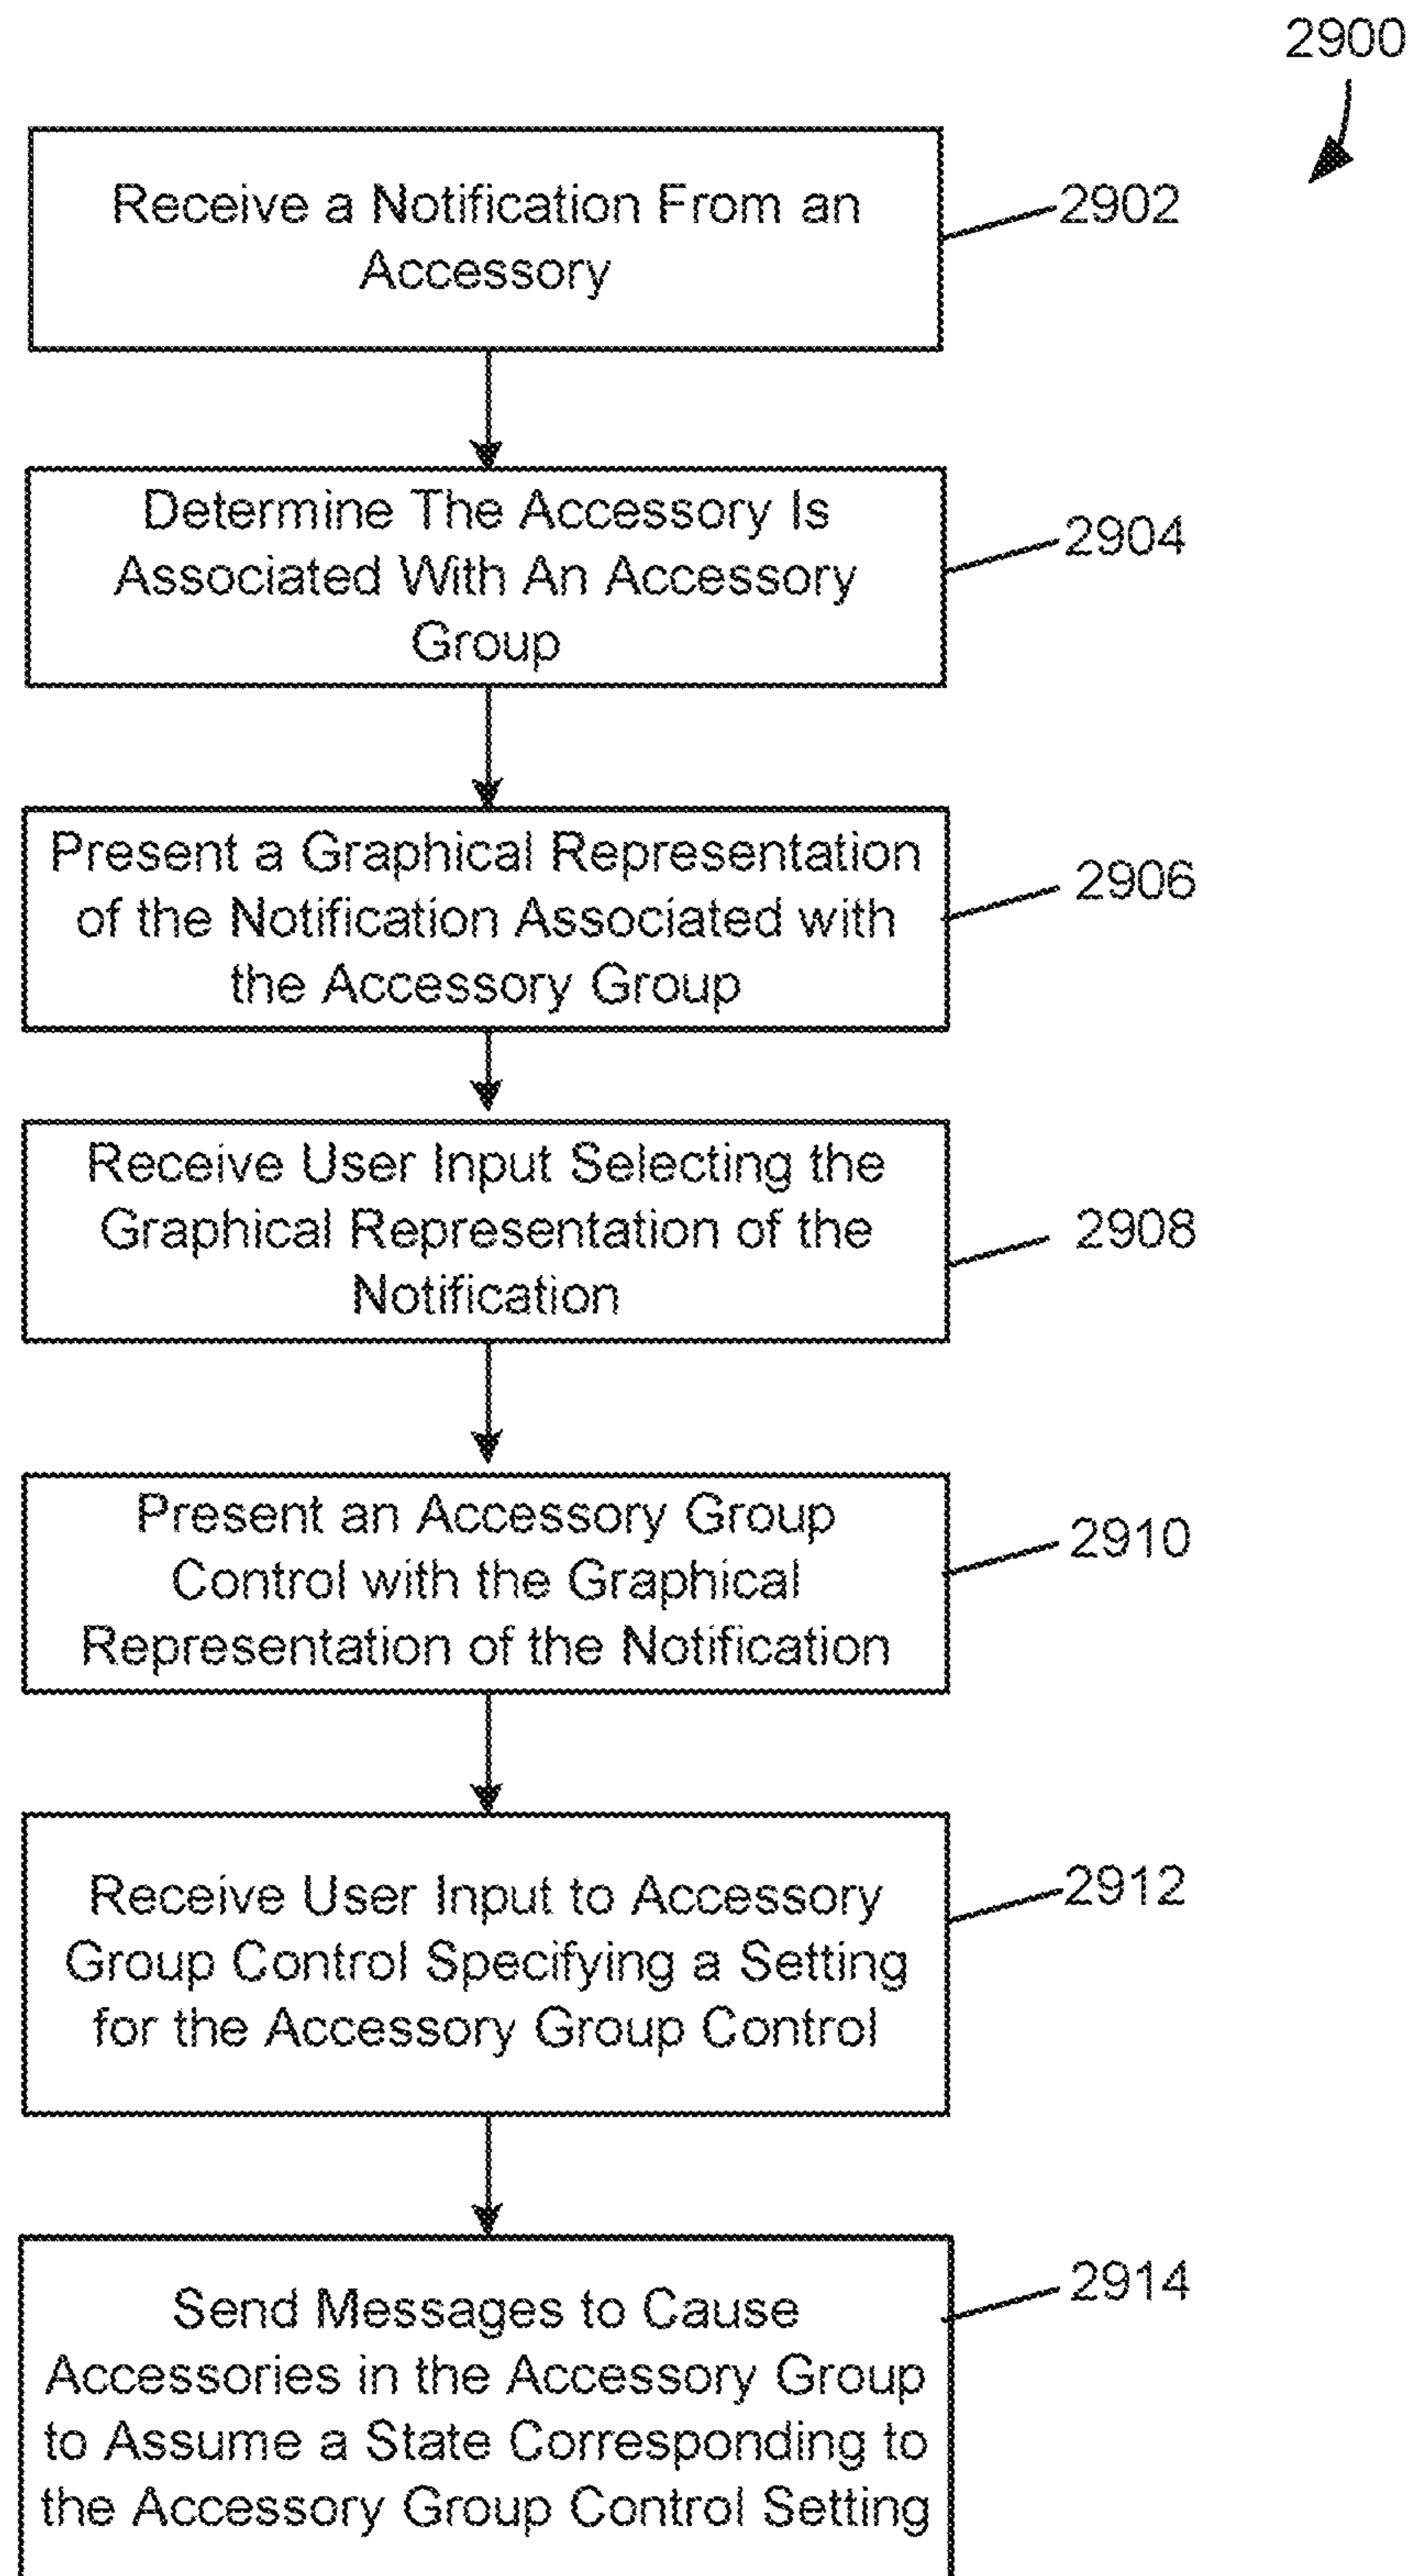 2900
Receive a Notification From an
Accessory
2902
Determine The Accessory Is
Associated With An Accessory
Group
2904
Present a Graphical Representation
of the Notification Associated with
the Accessory Group
2906
Receive User Input Selecting the
Graphical Representation of the
Notification
2908
Present an Accessory Group
Control with the Graphical
Representation of the Notification
2910
Receive User Input to Accessory
Group Control Specifying a Setting
for the Accessory Group Control
2912
Send Messages to Cause
Accessories in the Accessory Group
to Assume a State Corresponding to
the Accessory Group Control Setting
2914